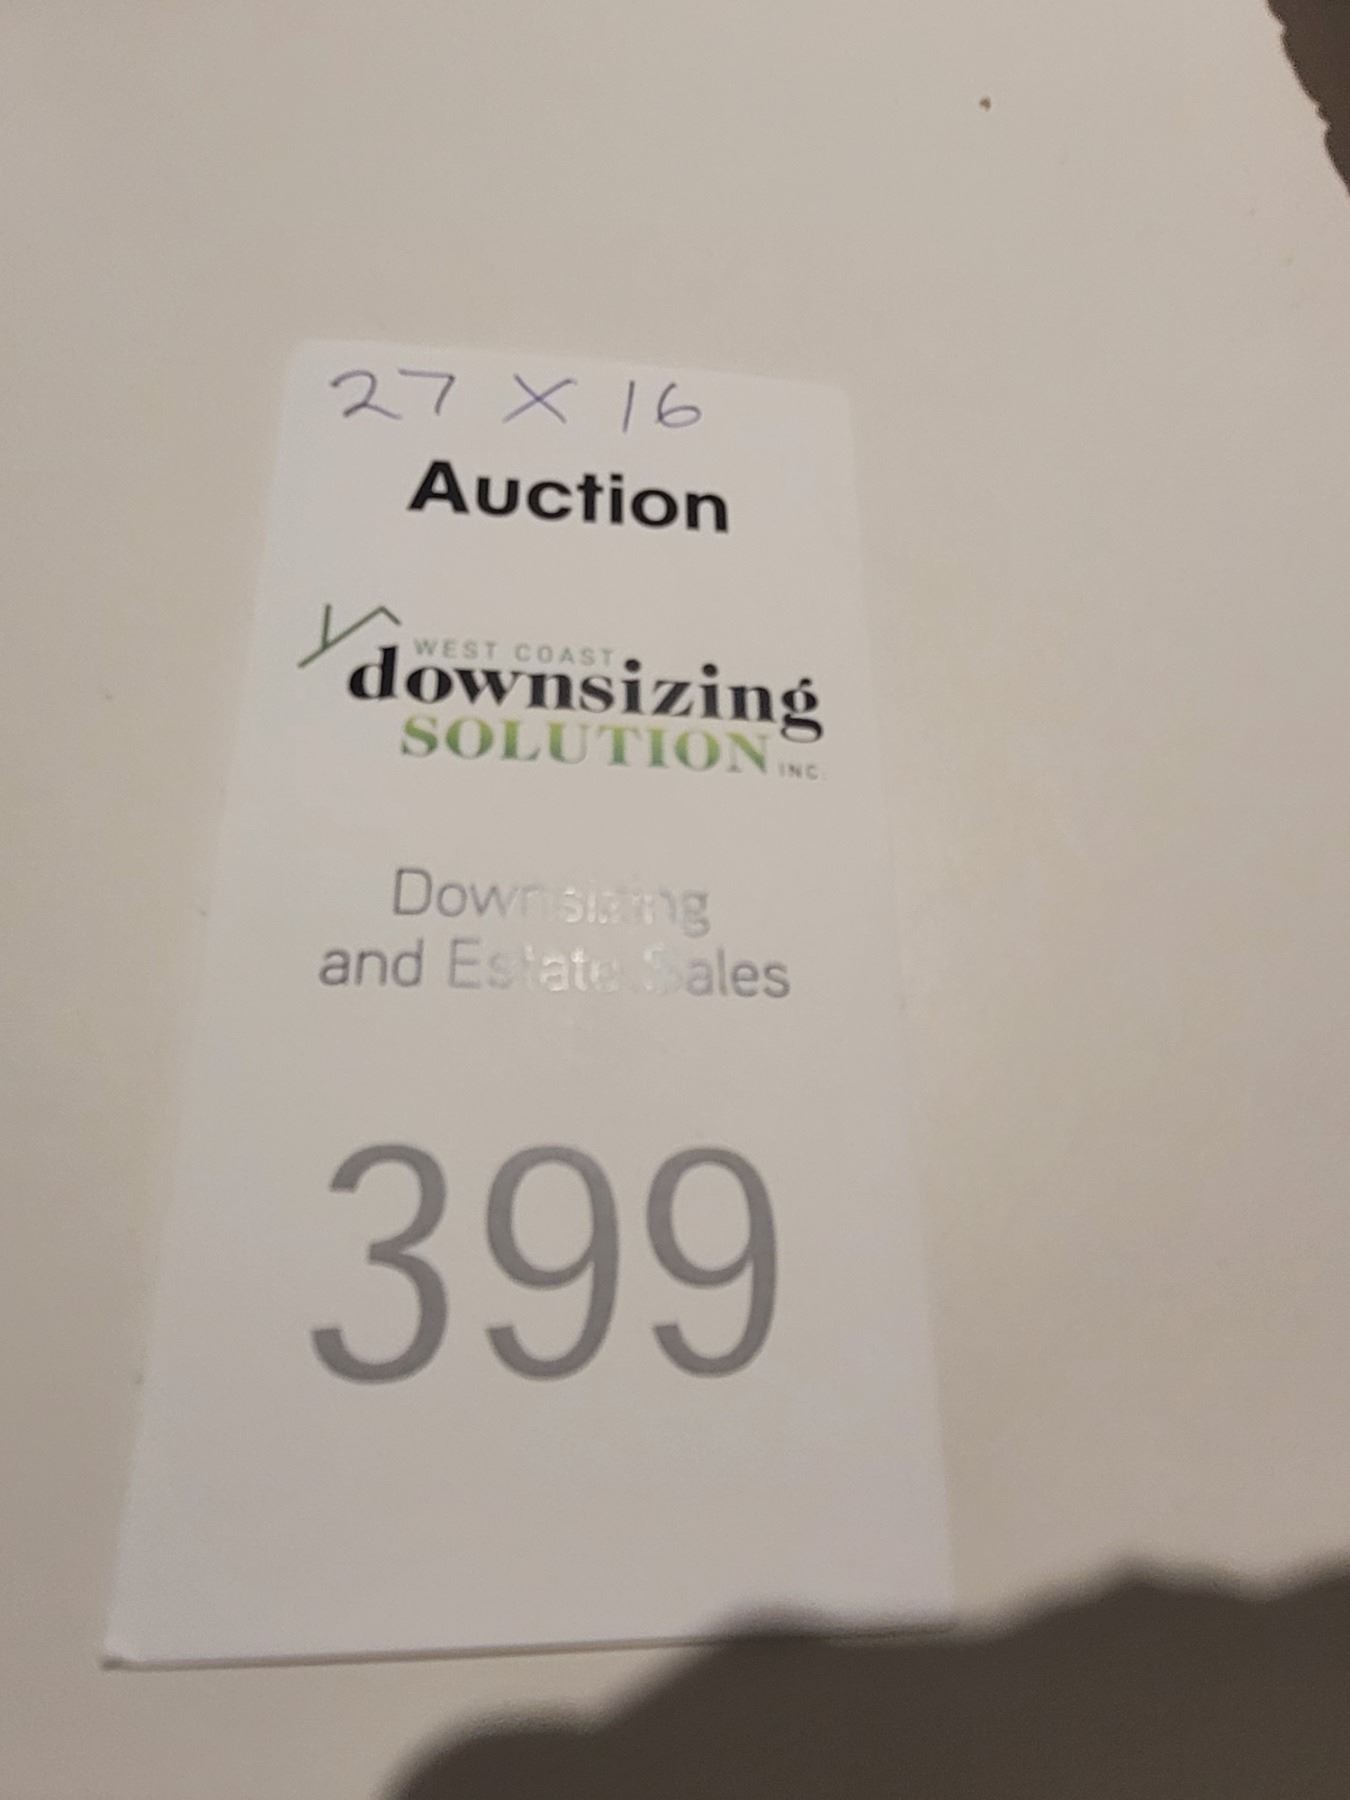 27 X 16
Auction
WEST COAST
downsizing
SOLUTION INC.
Downsizing
and Estate Sales
399